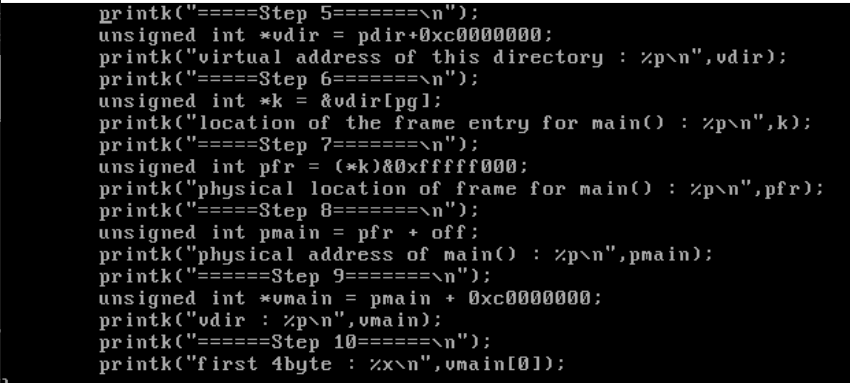 printk("=====Step 5=======\n");
unsigned int *vdir = pdir+0xc0000000;
printk("virtual address of this directory : %p\n",vdir);
printk("=====Step 6=======\n");
unsigned int *k = &vdir[pg];
printk("location of the frame entry for main() : %p\n",k);
printk("=====Step 7=======\n");
unsigned int pfr = (*k)&0xfffff000;
printk("physical location of frame for main() : %p\n",pfr);
printk("=====Step 8=======\n");
unsigned int pmain = pfr + off;
printk("physical address of main() : %p\n",pmain);
printk("======Step 9=======\n");
unsigned int *vmain = pmain + 0xc0000000;
printk("vdir : %p\n",vmain);
printk("======Step 10======\n");
printk("first 4byte : %x\n",vmain[0]);
}